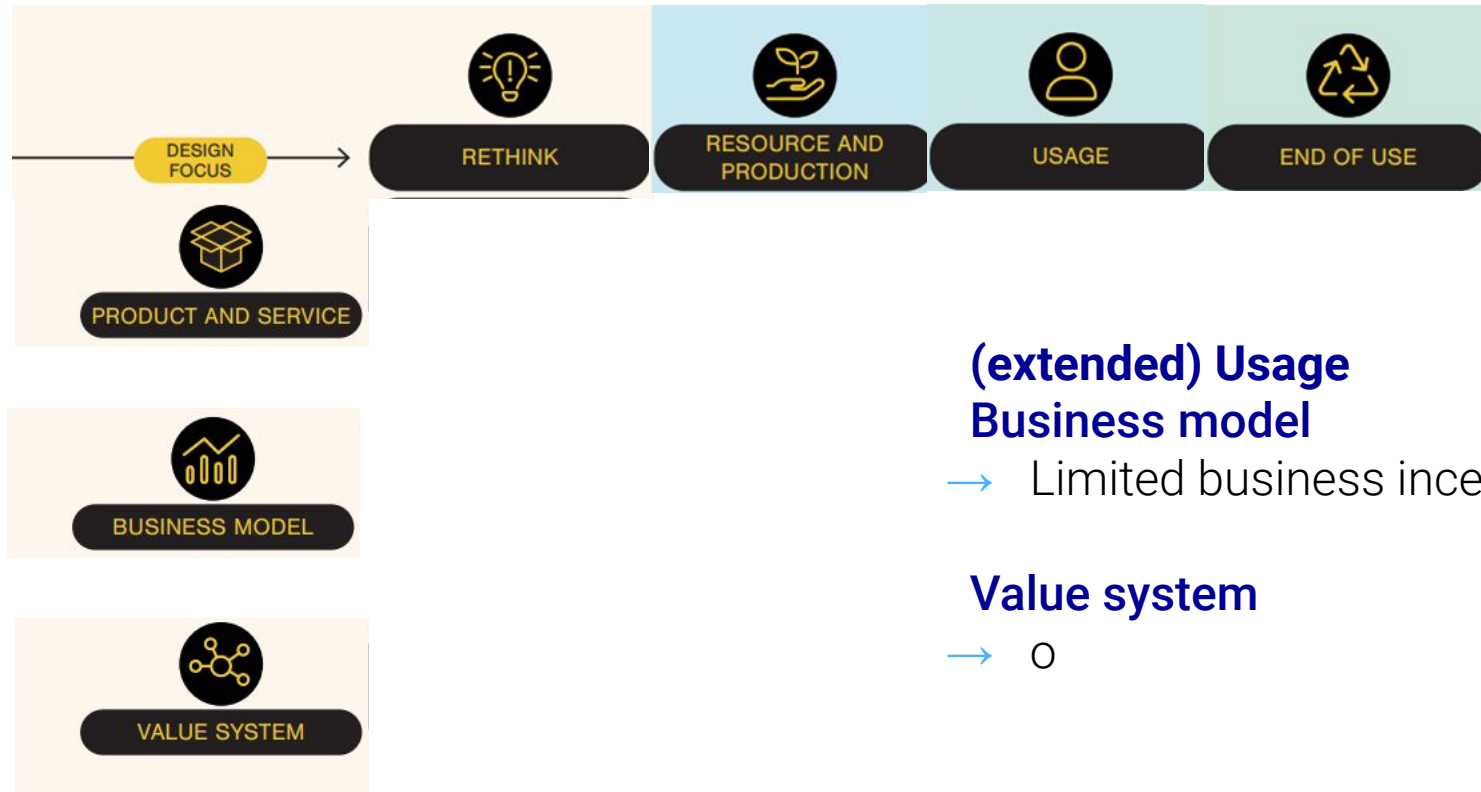 DESIGN
FOCUS
RETHINK
RESOURCE AND
PRODUCTION
USAGE
END OF USE
PRODUCT AND SERVICE
BUSINESS MODEL
VALUE SYSTEM
(extended) Usage
Business model
→ Limited business ince
Value system
→ o